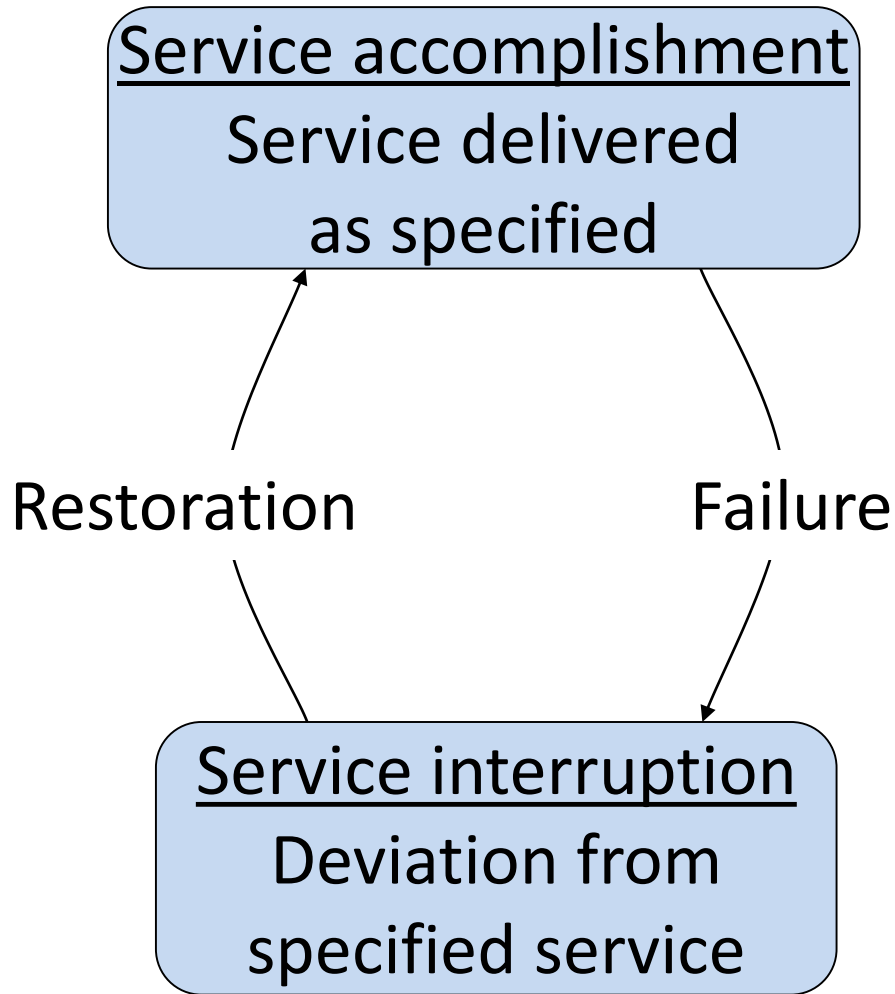 Service accomplishment
Service delivered
as specified
Restoration
Failure
Service interruption
Deviation from
specified service